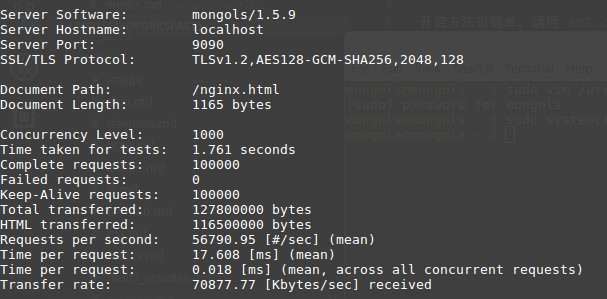 Server Software: mongols/1.5.9
Server Hostname: localhost
Server Port: 9090
SSL/TLS Protocol: TLSv1.2,AES128-GCM-SHA256,2048,128
Document Path: /nginx.html
Document Length: 1165 bytes
Concurrency Level: 1000
Time taken for tests: 1.761 seconds
Complete requests: 100000
Failed requests: 0
Keep-Alive requests: 100000
Total transferred: 127800000 bytes
HTML transferred: 116500000 bytes
Requests per second: 56790.95 [#/sec] (mean)
Time per request: 17.608 [ms] (mean)
Time per request: 0.018 [ms] (mean, across all concurrent requests)
Transfer rate: 70877.77 [Kbytes/sec] received